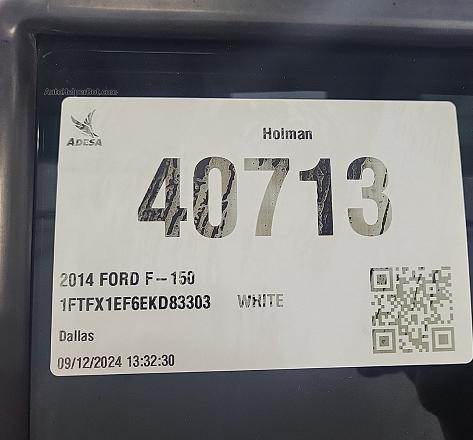 AutoHelperBot.com
ADESA
Holman
40713
2014 FORD F--150
1FTFX1EF6EKD83303 WHITE
Dallas
09/12/2024 13:32:30